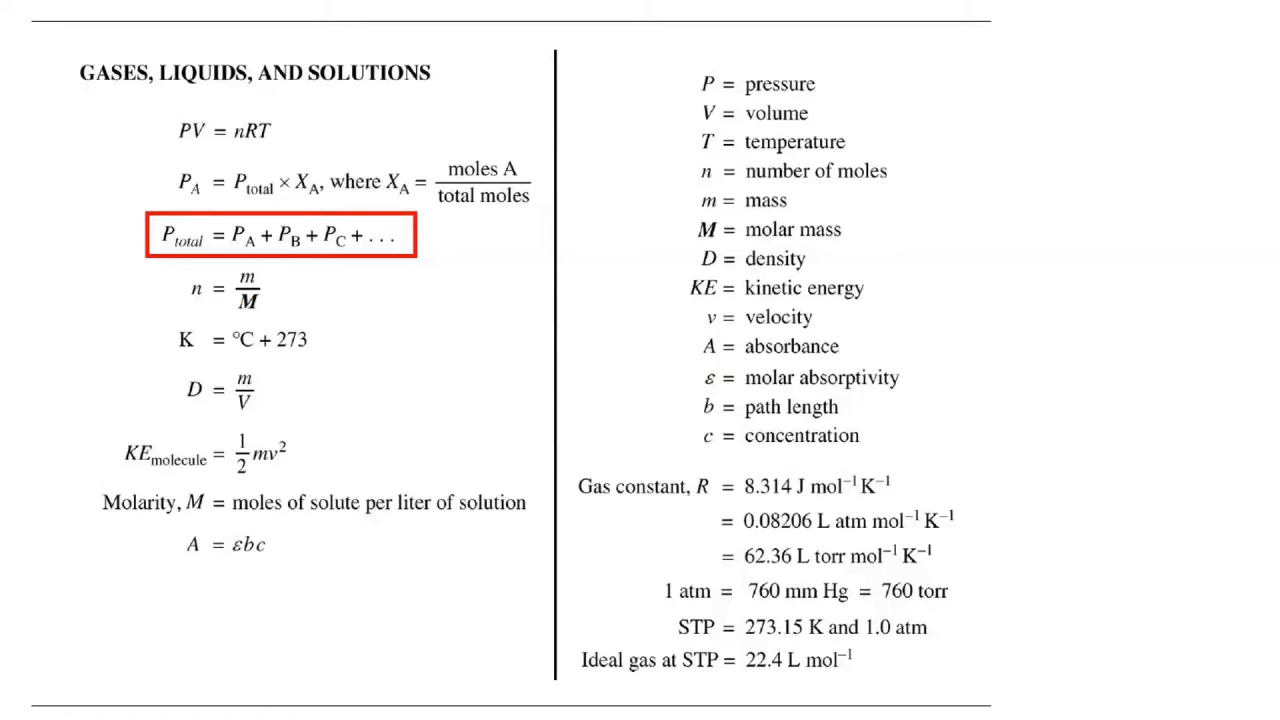 GASES, LIQUIDS, AND SOLUTIONS
PV = nRT
P_A = P_total × X_A, where X_A = moles A / total moles
P_total = P_A + P_B + P_C + . . .
n = m / M
K = °C + 273
D = m / V
KE_molecule = 1/2 mv²
Molarity, M = moles of solute per liter of solution
A = εbc
P = pressure
V = volume
T = temperature
n = number of moles
m = mass
M = molar mass
D = density
KE = kinetic energy
v = velocity
A = absorbance
ε = molar absorptivity
b = path length
c = concentration
Gas constant, R = 8.314 J mol⁻¹ K⁻¹
= 0.08206 L atm mol⁻¹ K⁻¹
= 62.36 L torr mol⁻¹ K⁻¹
1 atm = 760 mm Hg = 760 torr
STP = 273.15 K and 1.0 atm
Ideal gas at STP = 22.4 L mol⁻¹